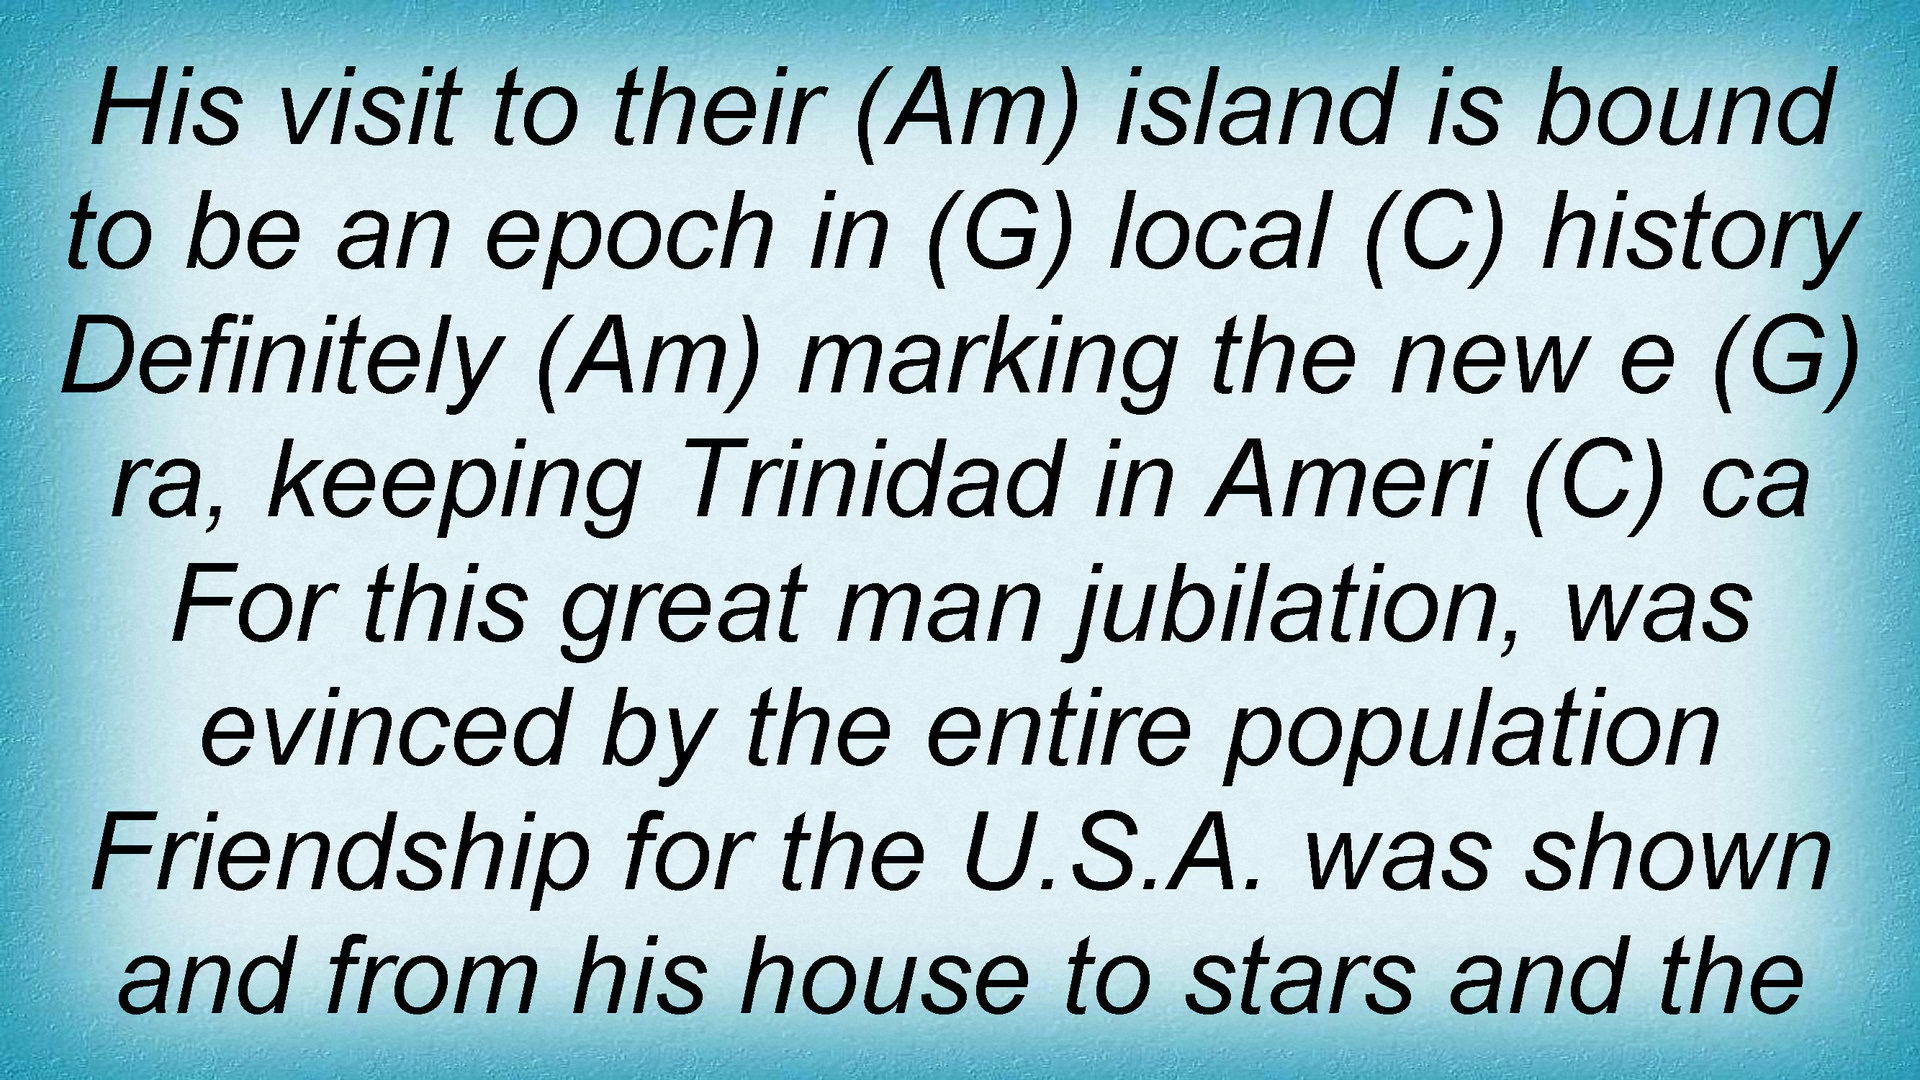 His visit to their (Am) island is bound
to be an epoch in (G) local (C) history
Definitely (Am) marking the new e (G)
ra, keeping Trinidad in Ameri (C) ca
For this great man jubilation, was
evinced by the entire population
Friendship for the U.S.A. was shown
and from his house to stars and the